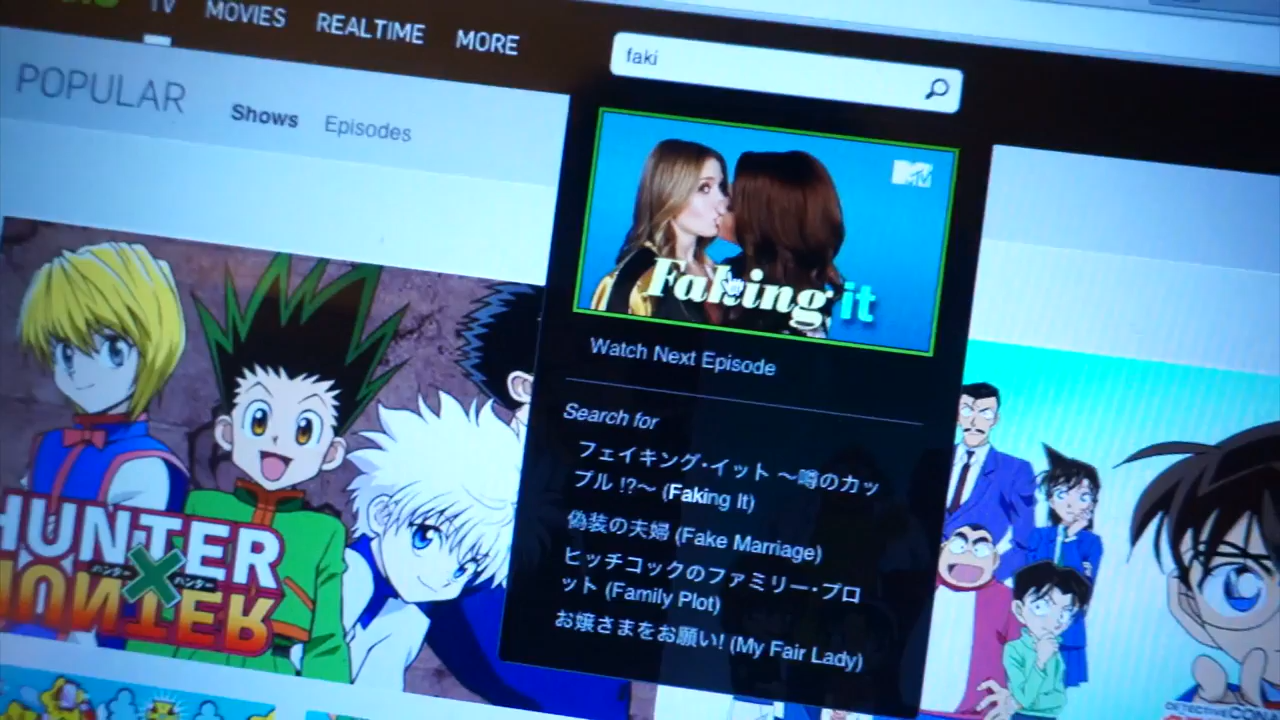 TV MOVIES REALTIME MORE
faki
POPULAR Shows Episodes
MTV
Faking it
Watch Next Episode
Search for
フェイキング・イット 〜噂のカッ
プル !?〜 (Faking It)
偽装の夫婦 (Fake Marriage)
ヒッチコックのファミリー・プロ
ット (Family Plot)
お嬢さまをお願い! (My Fair Lady)
HUNTER
ハンター × ハンター
HUNTER